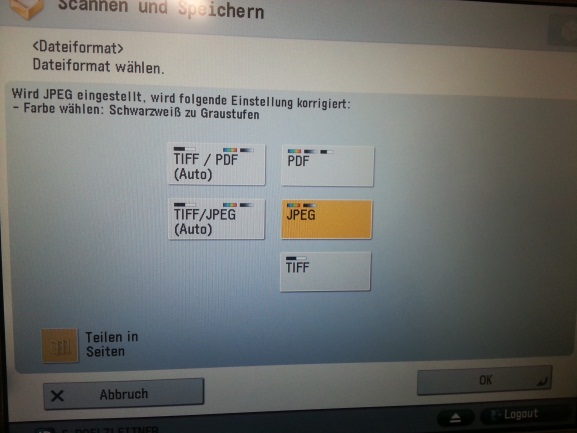 Scannen und Speichern
<Dateiformat>
Dateiformat wählen.
Wird JPEG eingestellt, wird folgende Einstellung korrigiert:
- Farbe wählen: Schwarzweiß zu Graustufen
TIFF / PDF
(Auto)
PDF
TIFF/JPEG
(Auto)
JPEG
TIFF
Teilen in
Seiten
Abbruch
OK
Logout